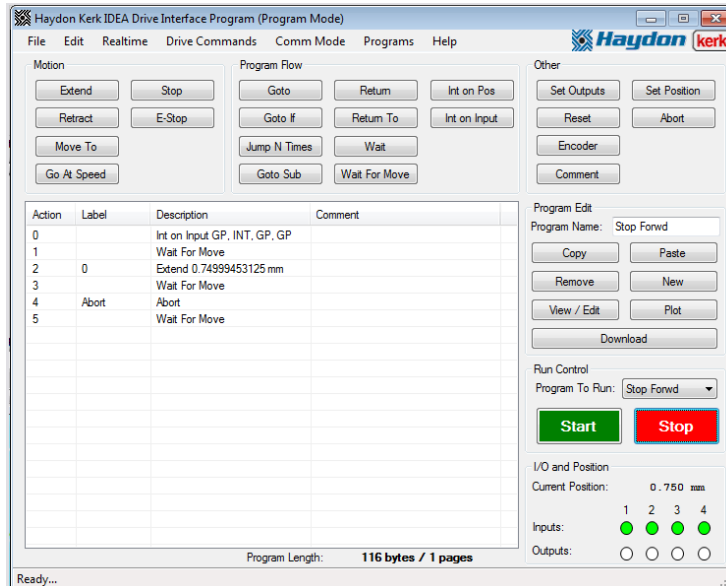 Haydon Kerk IDEA Drive Interface Program (Program Mode)
File Edit Realtime Drive Commands Comm Mode Programs Help
Haydon kerk
Motion
Extend Stop
Retract E-Stop
Move To
Go At Speed
Program Flow
Goto Return Int on Pos
Goto If Return To Int on Input
Jump N Times Wait
Goto Sub Wait For Move
Other
Set Outputs Set Position
Reset Abort
Encoder
Comment
Action Label Description Comment
0 Int on Input GP, INT, GP, GP
1 Wait For Move
2 0 Extend 0.74999453125 mm
3 Wait For Move
4 Abort Abort
5 Wait For Move
Program Length: 116 bytes / 1 pages
Program Edit
Program Name: Stop Forwd
Copy Paste
Remove New
View / Edit Plot
Download
Run Control
Program To Run: Stop Forwd
Start Stop
I/O and Position
Current Position: 0.750 mm
1 2 3 4
Inputs:
Outputs:
Ready...